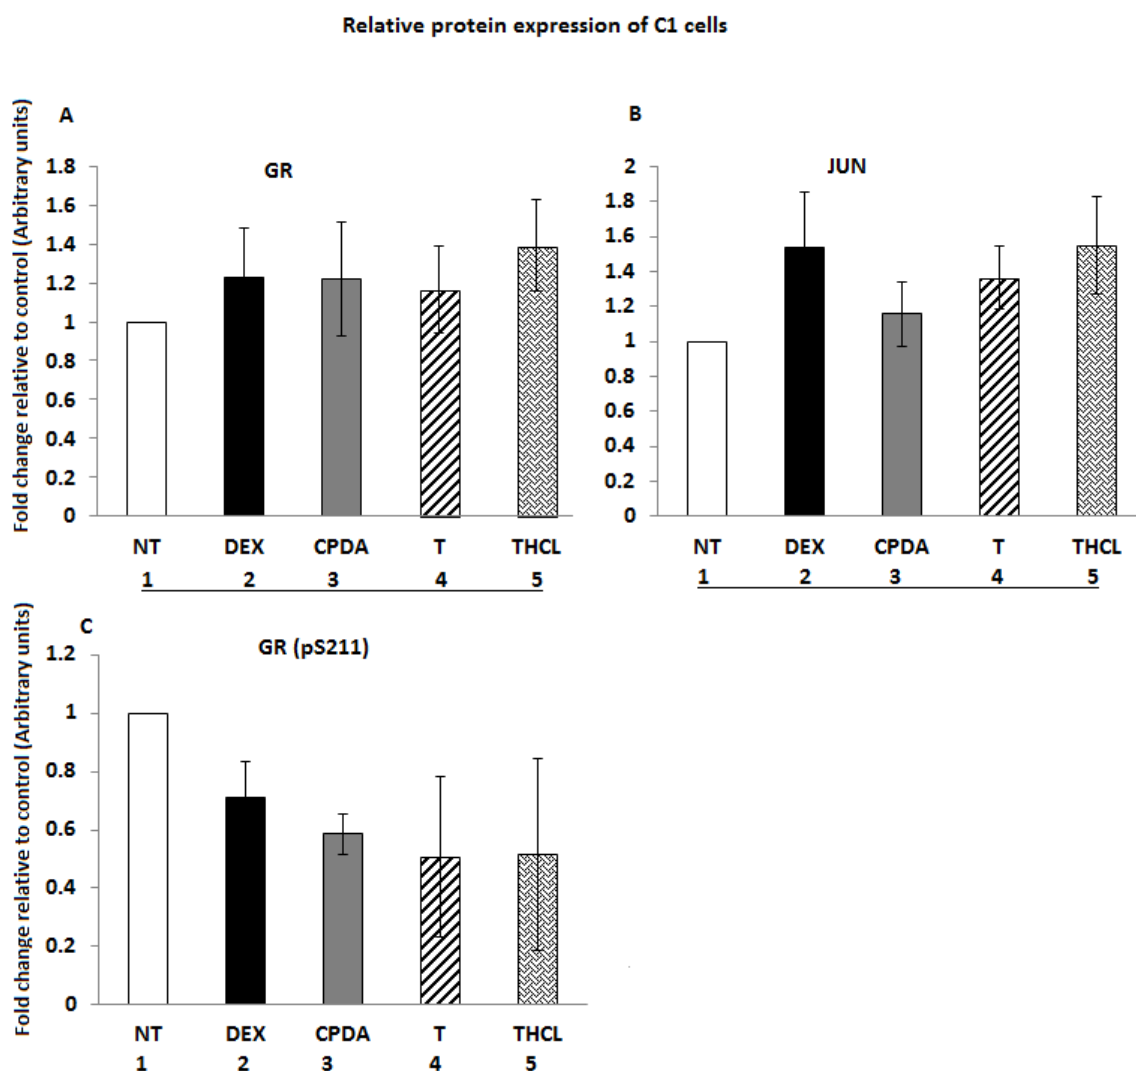 Relative protein expression of C1 cells
A
Fold change relative to control (Arbitrary units)
GR
1.8
1.6
1.4
1.2
1
0.8
0.6
0.4
0.2
0
NT DEX CPDA T THCL
1 2 3 4 5
B
JUN
2
1.8
1.6
1.4
1.2
1
0.8
0.6
0.4
0.2
0
NT DEX CPDA T THCL
1 2 3 4 5
C
Fold change relative to control (Arbitrary units)
GR (pS211)
1.2
1
0.8
0.6
0.4
0.2
0
NT DEX CPDA T THCL
1 2 3 4 5